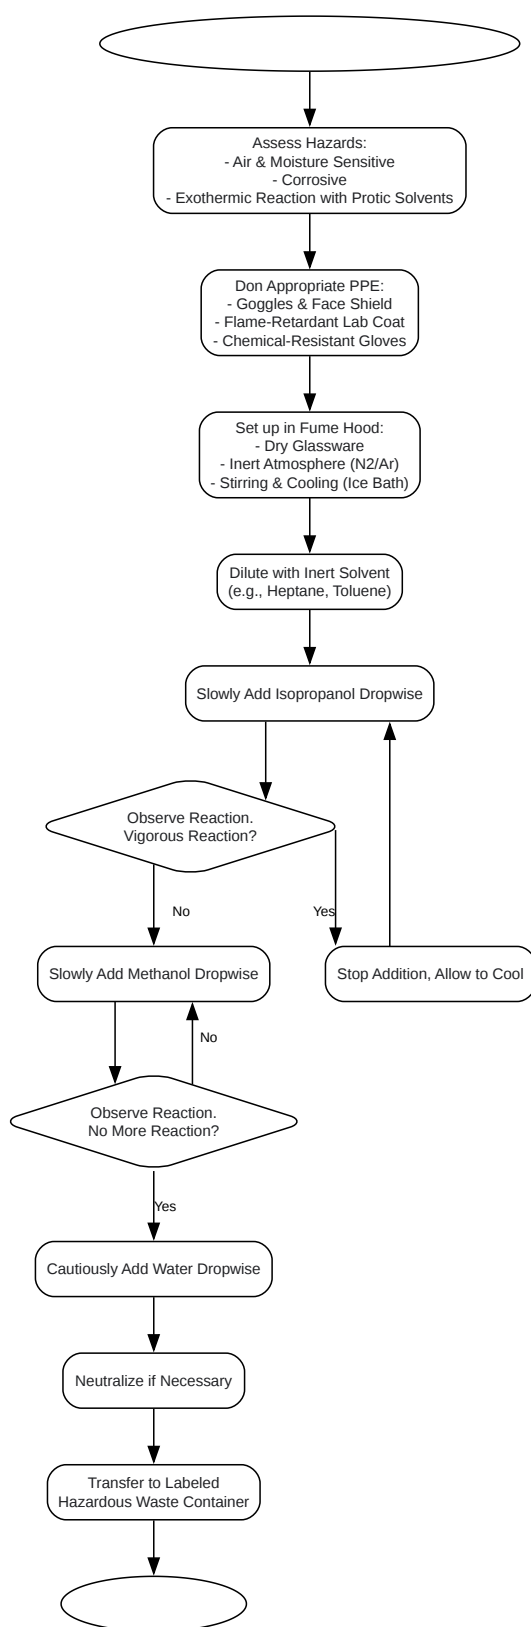 Assess Hazards:
- Air & Moisture Sensitive
- Corrosive
- Exothermic Reaction with Protic Solvents
Don Appropriate PPE:
- Goggles & Face Shield
- Flame-Retardant Lab Coat
- Chemical-Resistant Gloves
Set up in Fume Hood:
- Dry Glassware
- Inert Atmosphere (N2/Ar)
- Stirring & Cooling (Ice Bath)
Dilute with Inert Solvent
(e.g., Heptane, Toluene)
Slowly Add Isopropanol Dropwise
Observe Reaction.
Vigorous Reaction?
No
Yes
Slowly Add Methanol Dropwise
Stop Addition, Allow to Cool
No
Observe Reaction.
No More Reaction?
Yes
Cautiously Add Water Dropwise
Neutralize if Necessary
Transfer to Labeled
Hazardous Waste Container